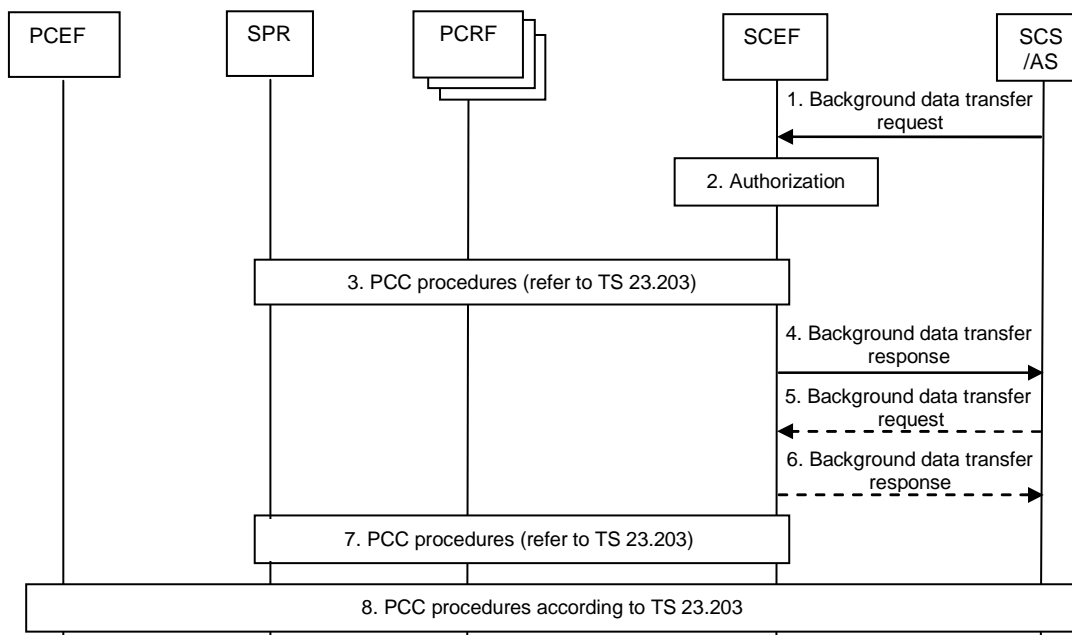 PCEF
SPR
PCRF
SCEF
SCS
/AS
1. Background data transfer
request
2. Authorization
3. PCC procedures (refer to TS 23.203)
4. Background data transfer
response
5. Background data transfer
request
6. Background data transfer
response
7. PCC procedures (refer to TS 23.203)
8. PCC procedures according to TS 23.203